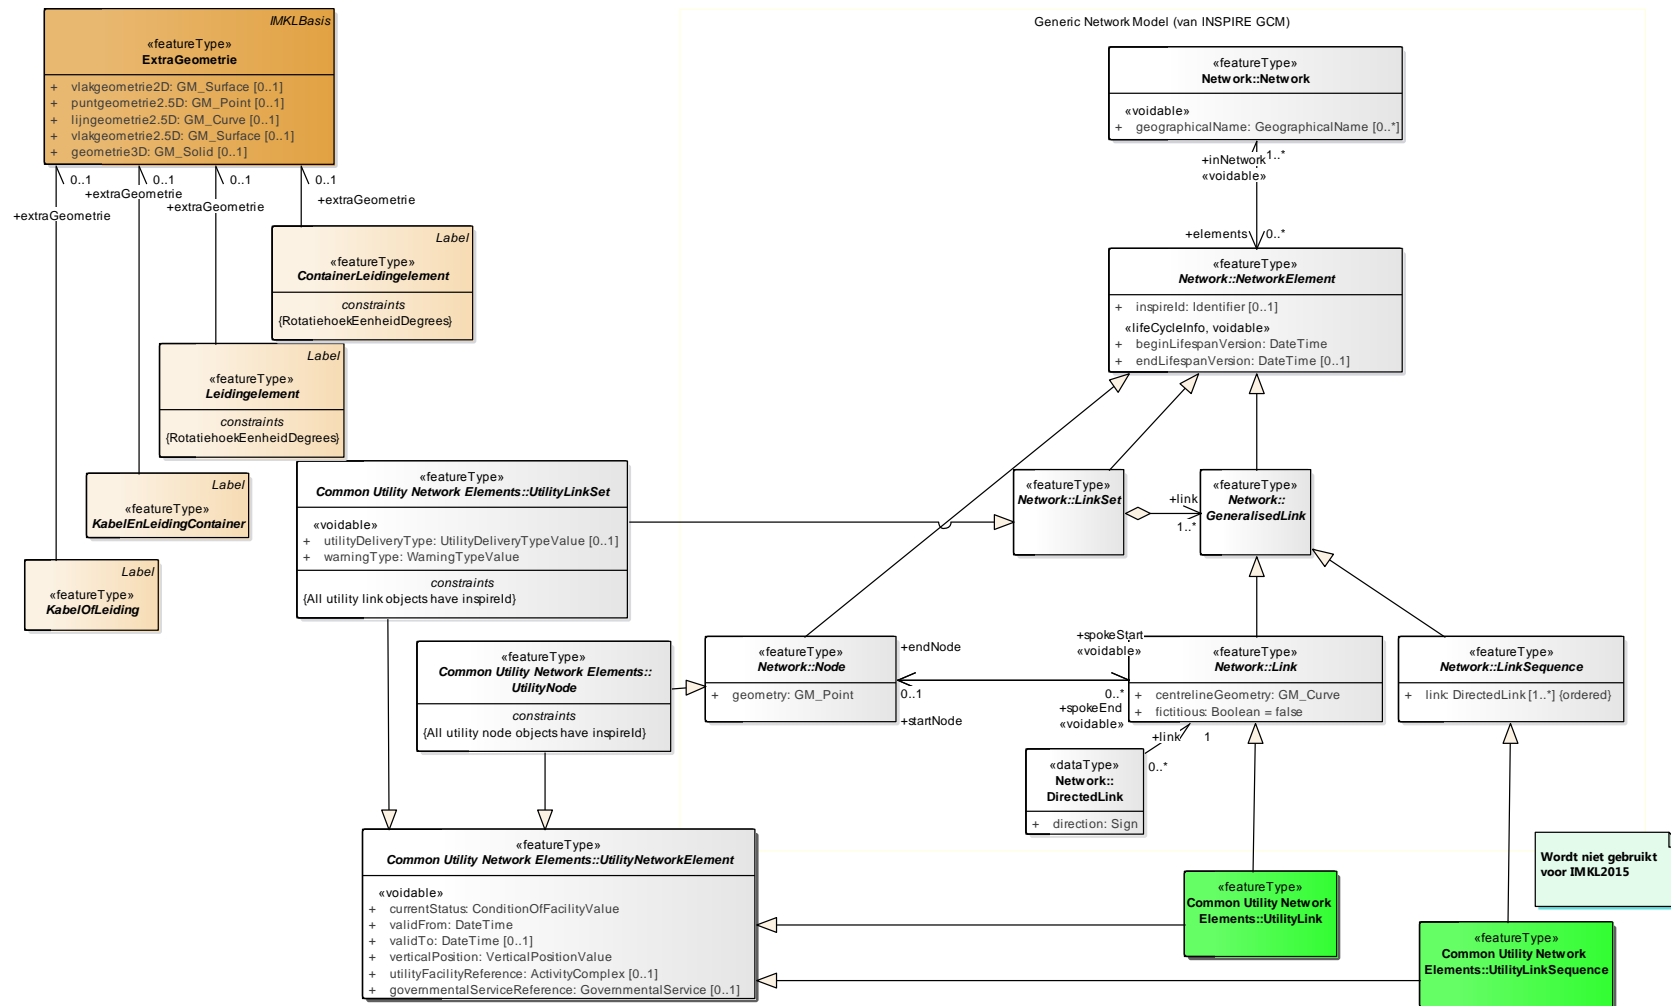 IMKLBasis
«featureType»
ExtraGeometrie
+ vlakgeometrie2D: GM_Surface [0..1]
+ puntgeometrie2.5D: GM_Point [0..1]
+ lijngeometrie2.5D: GM_Curve [0..1]
+ vlakgeometrie2.5D: GM_Surface [0..1]
+ geometrie3D: GM_Solid [0..1]
0..1
0..1
0..1
0..1
+extraGeometrie
+extraGeometrie
+extraGeometrie
+extraGeometrie
Label
«featureType»
ContainerLeidingelement
constraints
{RotatiehoekEenheidDegrees}
Label
«featureType»
Leidingelement
constraints
{RotatiehoekEenheidDegrees}
Label
«featureType»
KabelEnLeidingContainer
Label
«featureType»
KabelOfLeiding
Generic Network Model (van INSPIRE GCM)
«featureType»
Network::Network
«voidable»
+ geographicalName: GeographicalName [0..*]
+inNetwork
1..*
«voidable»
+elements
0..*
«featureType»
Network::NetworkElement
+ inspireId: Identifier [0..1]
«lifeCycleInfo, voidable»
+ beginLifespanVersion: DateTime
+ endLifespanVersion: DateTime [0..1]
«featureType»
Common Utility Network Elements::UtilityLinkSet
«voidable»
+ utilityDeliveryType: UtilityDeliveryTypeValue [0..1]
+ warningType: WarningTypeValue
constraints
{All utility link objects have inspireId}
«featureType»
Network::LinkSet
+link
1..*
«featureType»
Network::
GeneralisedLink
«featureType»
Common Utility Network Elements::
UtilityNode
constraints
{All utility node objects have inspireId}
«featureType»
Network::Node
+ geometry: GM_Point
+endNode
0..1
+startNode
+spokeStart
«voidable»
0..*
+spokeEnd
«voidable»
«featureType»
Network::Link
+ centrelineGeometry: GM_Curve
+ fictitious: Boolean = false
«featureType»
Network::LinkSequence
+ link: DirectedLink [1..*] {ordered}
+link
1
0..*
«dataType»
Network::
DirectedLink
+ direction: Sign
«featureType»
Common Utility Network Elements::UtilityNetworkElement
«voidable»
+ currentStatus: ConditionOfFacilityValue
+ validFrom: DateTime
+ validTo: DateTime [0..1]
+ verticalPosition: VerticalPositionValue
+ utilityFacilityReference: ActivityComplex [0..1]
+ governmentalServiceReference: GovernmentalService [0..1]
«featureType»
Common Utility Network
Elements::UtilityLink
Wordt niet gebruikt
voor IMKL2015
«featureType»
Common Utility Network
Elements::UtilityLinkSequence